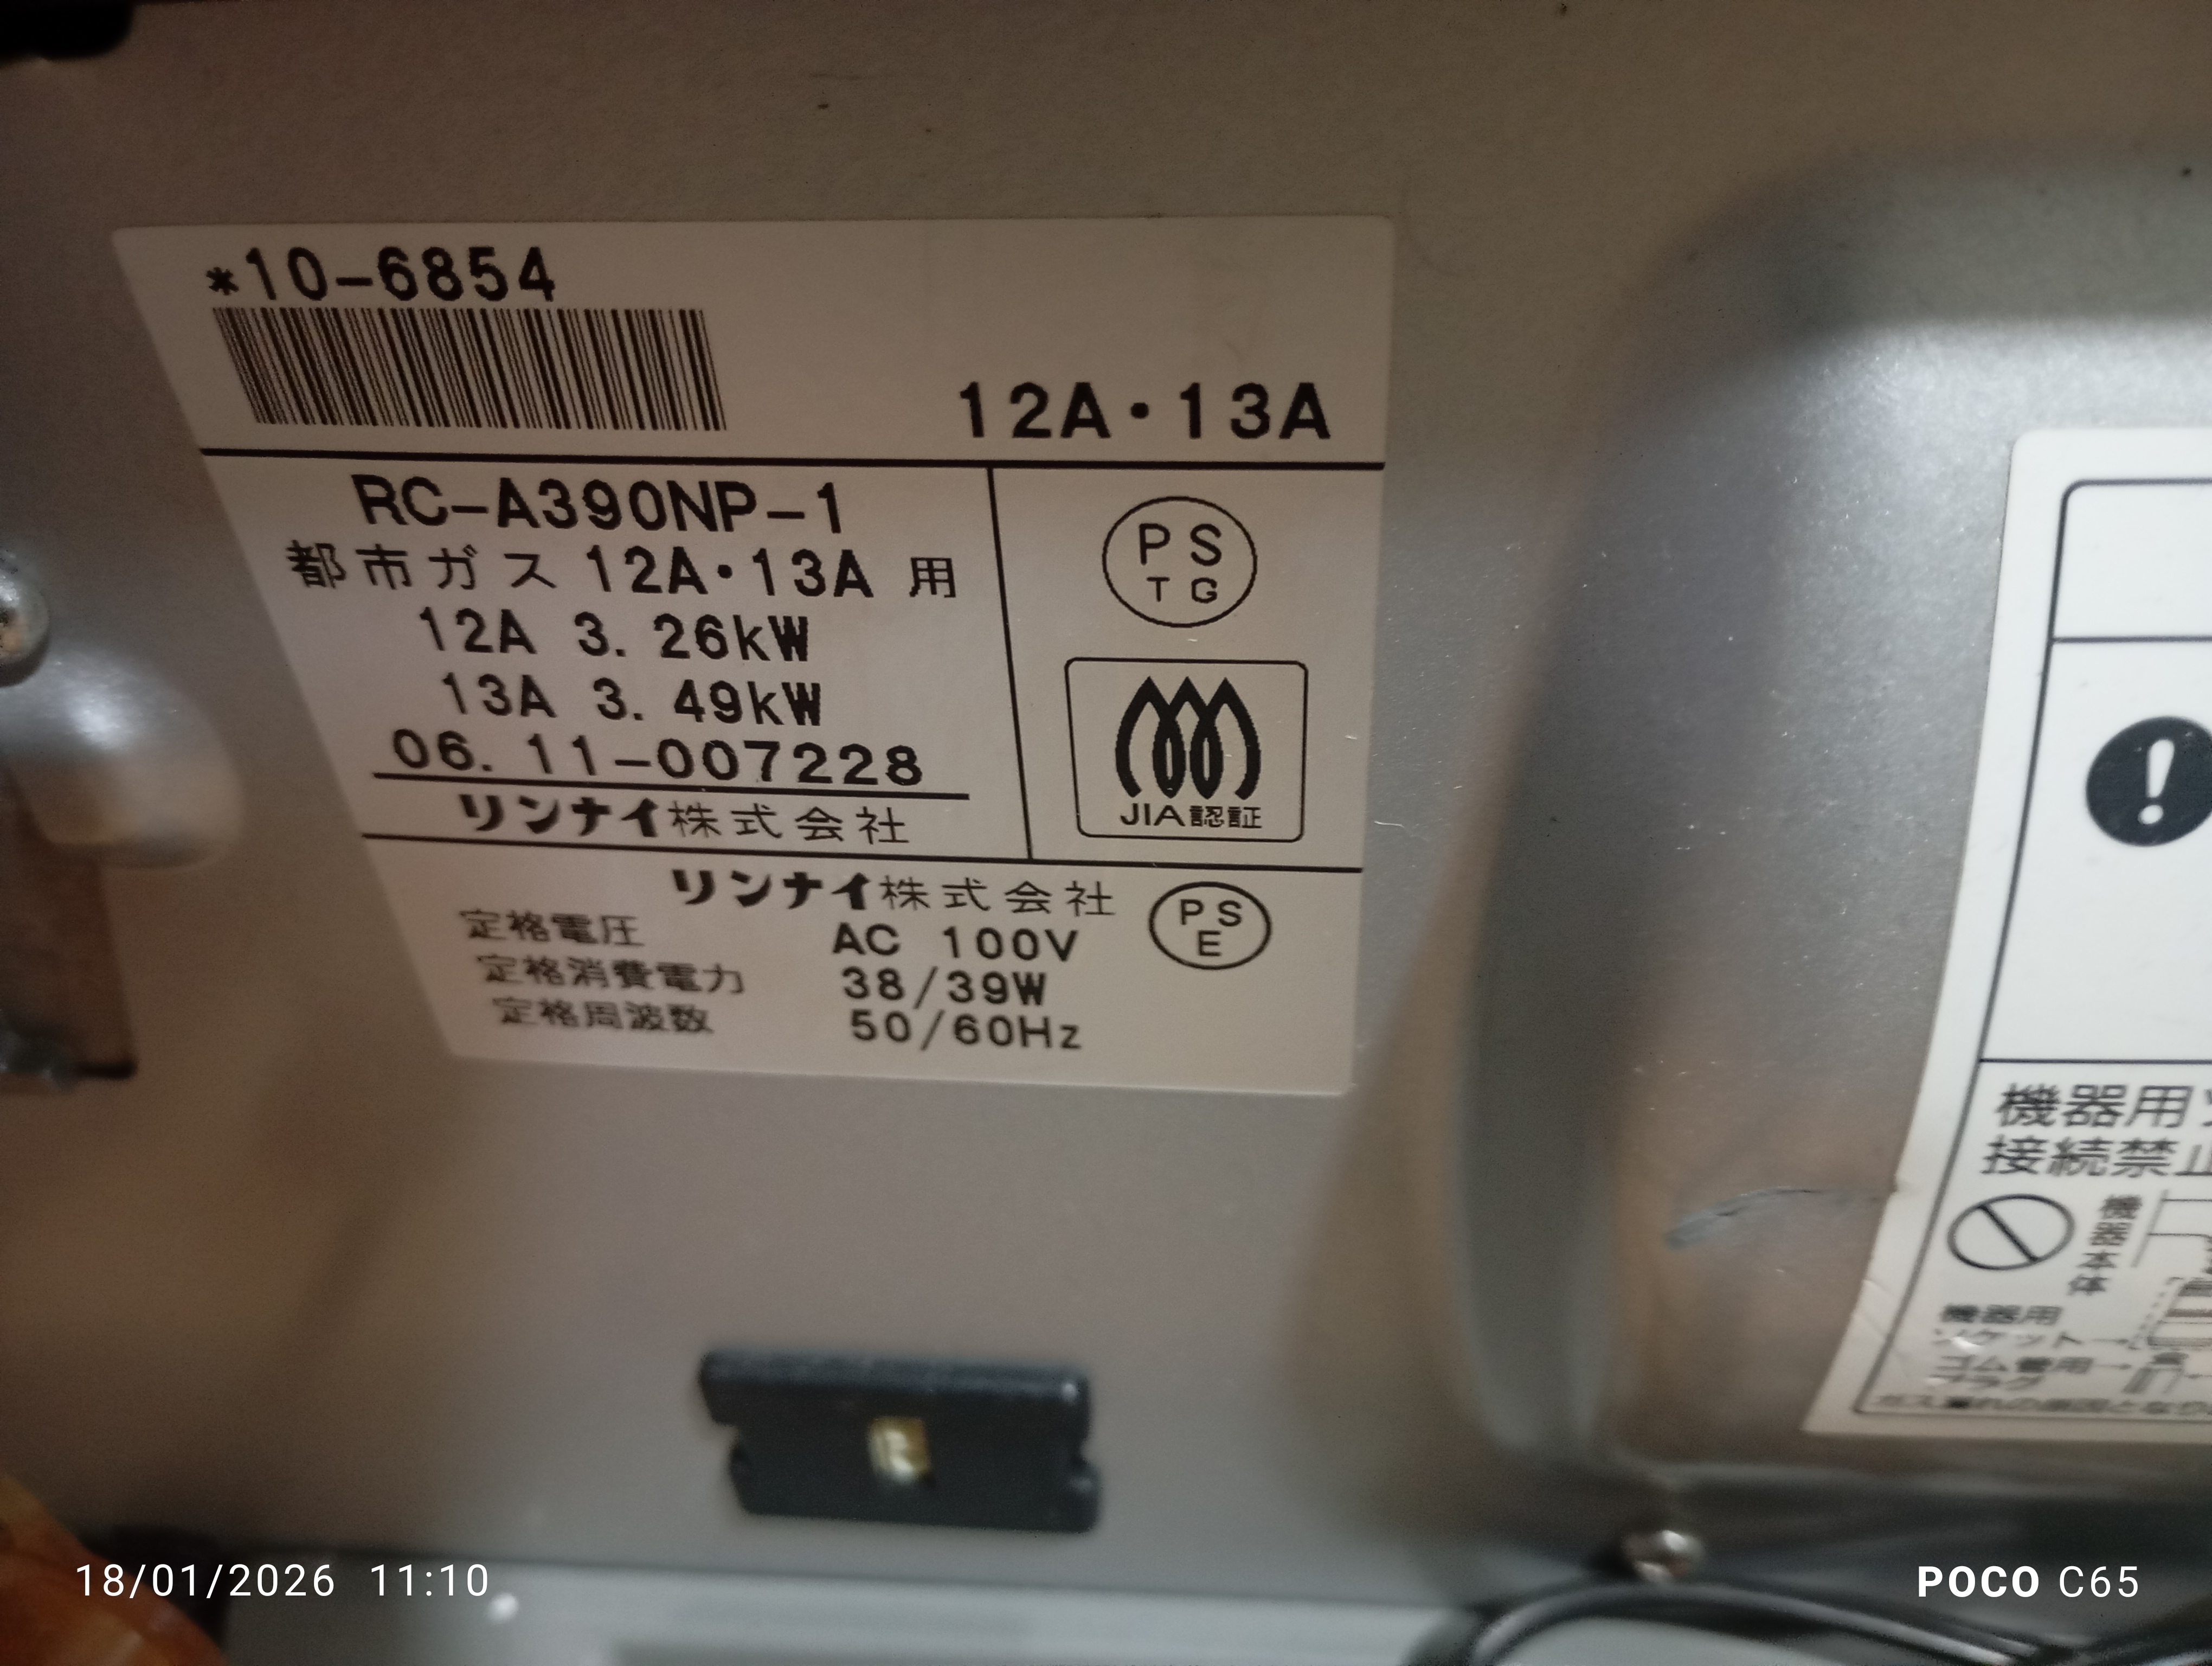 *10-6854
12A・13A
RC-A390NP-1
都市ガス 12A・13A 用
12A 3.26kW
13A 3.49kW
06.11-007228
リンナイ株式会社
PS
TG
JIA認証
リンナイ株式会社
PS
E
定格電圧 AC 100V
定格消費電力 38/39W
定格周波数 50/60Hz
!
機器用
接続禁止
機器本体
機器用
ソケット→
ゴム管用→
プラグ
18/01/2026 11:10
POCO C65